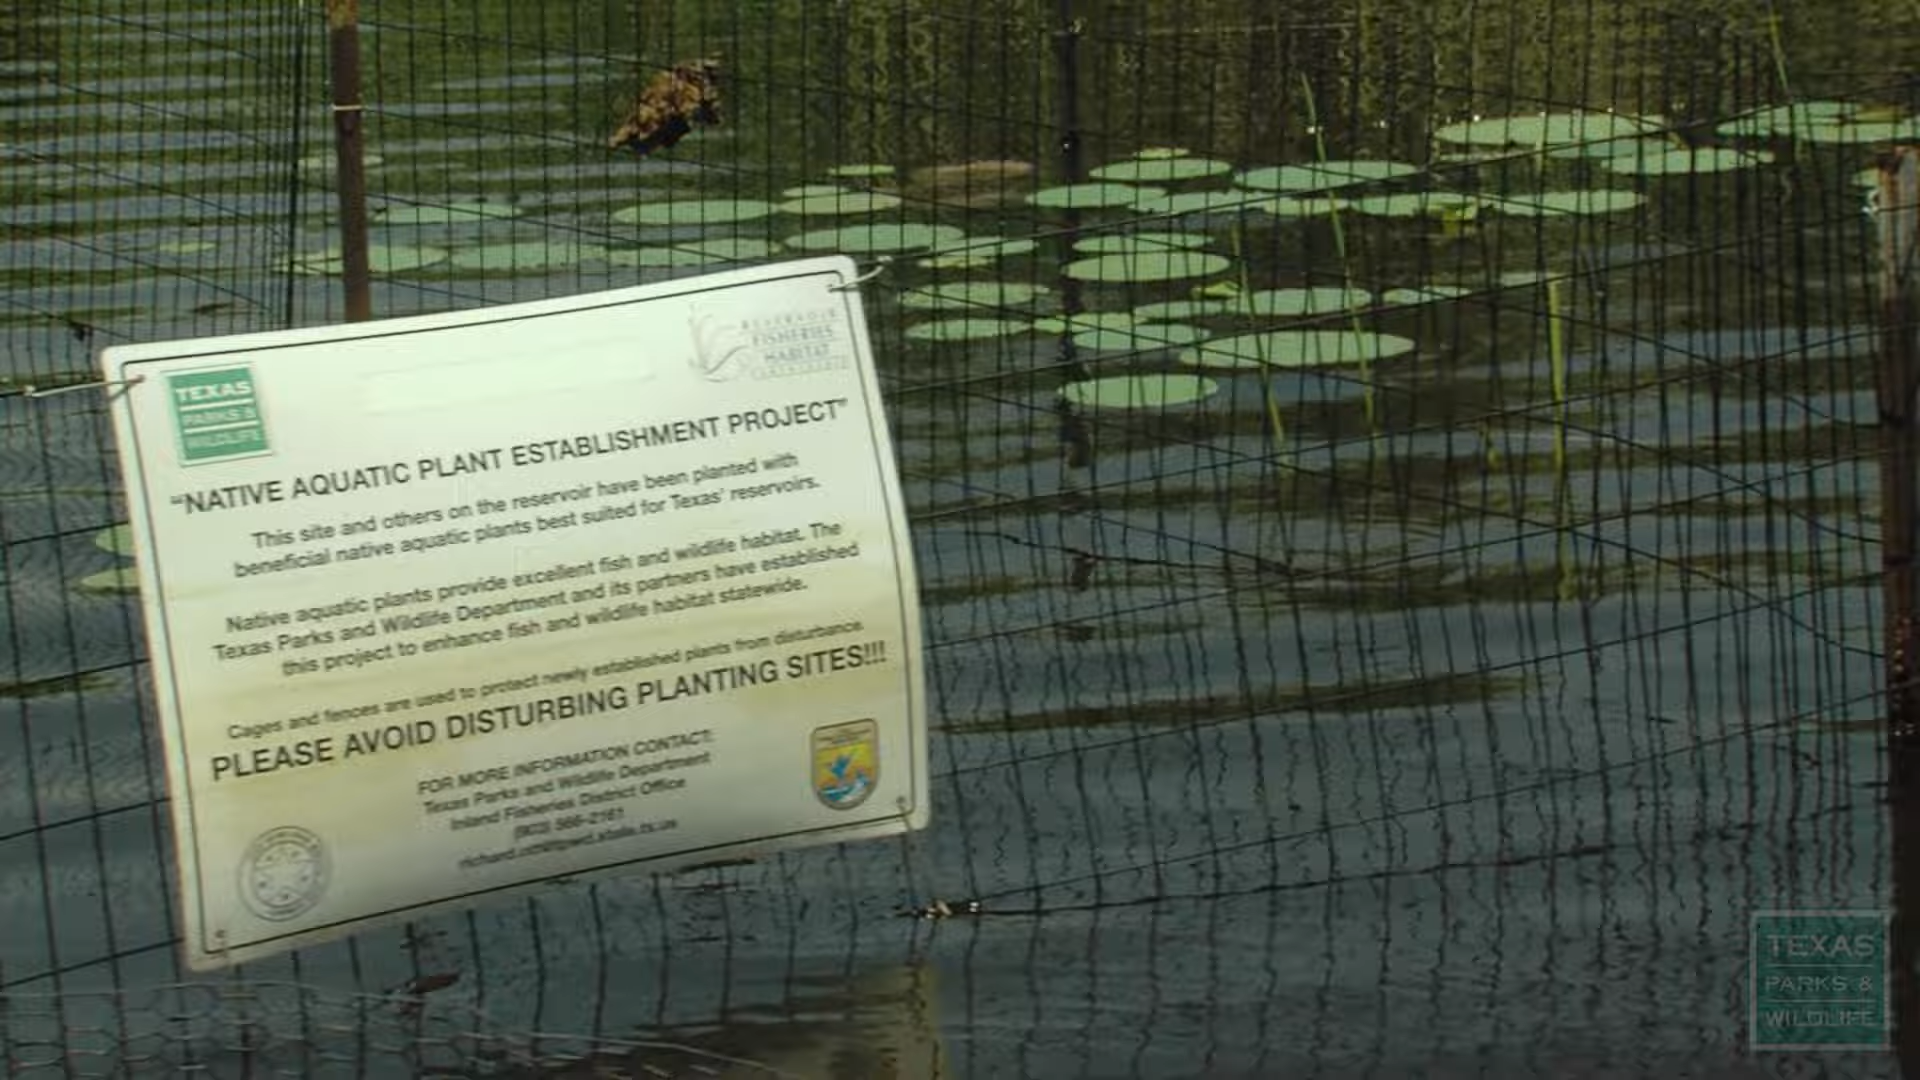 TEXAS
PARKS &
WILDLIFE
RESERVOIR
FISHERIES
HABITAT
"NATIVE AQUATIC PLANT ESTABLISHMENT PROJECT"
This site and others on the reservoir have been planted with
beneficial native aquatic plants best suited for Texas' reservoirs.
Native aquatic plants provide excellent fish and wildlife habitat. The
Texas Parks and Wildlife Department and its partners have established
this project to enhance fish and wildlife habitat statewide.
Cages and fences are used to protect newly established plants from disturbance
PLEASE AVOID DISTURBING PLANTING SITES!!!
FOR MORE INFORMATION CONTACT:
Texas Parks and Wildlife Department
Inland Fisheries District Office
(903) 566-2161
TEXAS
PARKS &
WILDLIFE